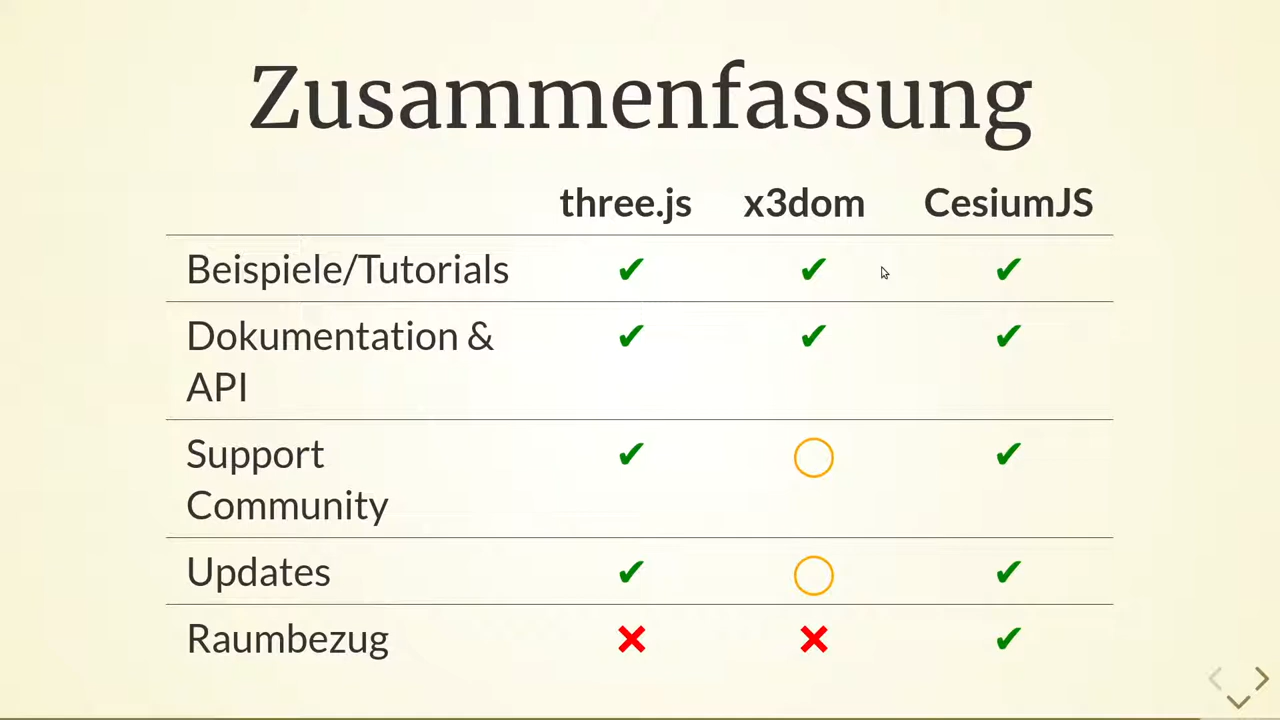 Zusammenfassung
three.js x3dom CesiumJS
Beispiele/Tutorials ✔ ✔ ✔
Dokumentation & ✔ ✔ ✔
API
Support ✔ ◯ ✔
Community
Updates ✔ ◯ ✔
Raumbezug ✖ ✖ ✔